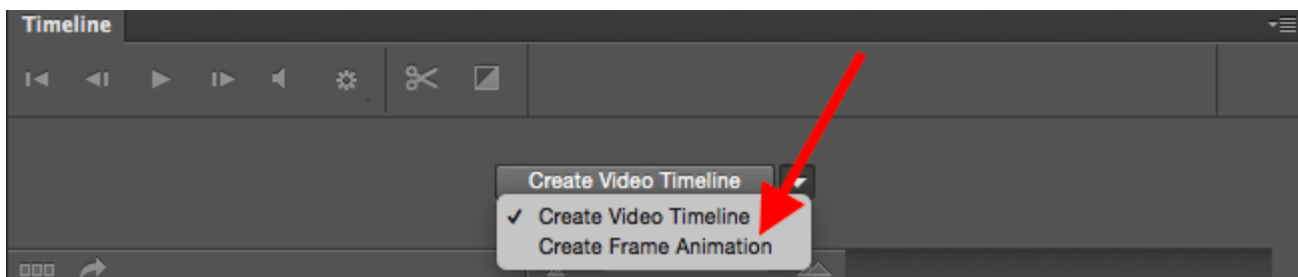 Timeline
Create Video Timeline
✓ Create Video Timeline
Create Frame Animation